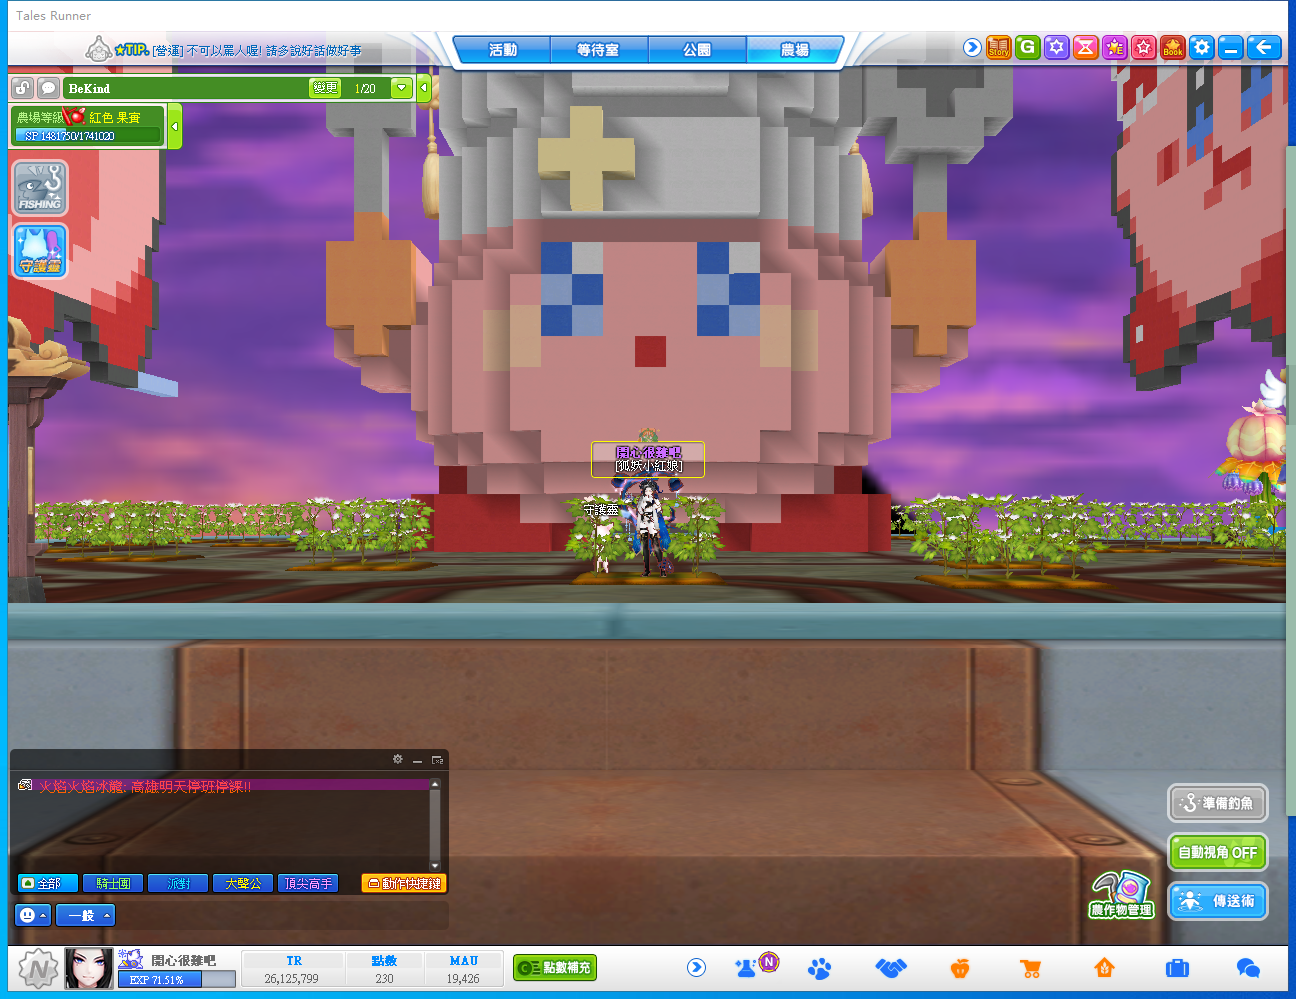 Tales Runner
★TIP. [營運] 不可以罵人喔! 請多說好話做好事
活動
等待室
公園
農場
Story
G
E
Book
BeKind
變更
1/20
農場等級
紅色 果實
SP 1481750/1741020
FISHING
守護靈
開心很難吧
[狐妖小紅娘]
守護靈
火焰火焰冰龍: 高雄明天停班停課!!
全部
騎士團
派對
大聲公
頂尖高手
動作快捷鍵
一般
準備釣魚
自動視角 OFF
農作物管理
傳送術
N
開心很難吧
EXP 71.51%
TR
26,125,799
點數
230
MAU
19,426
點數補充
N